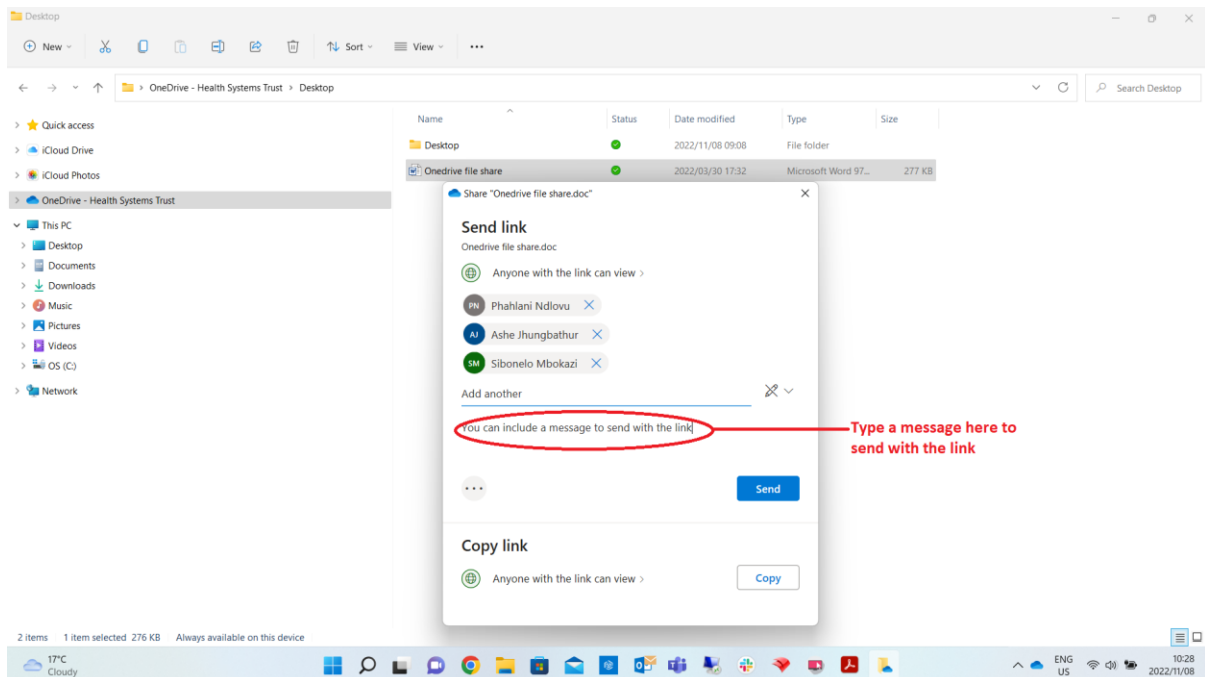 Desktop
New
Sort
View
OneDrive - Health Systems Trust > Desktop
Search Desktop
Name Status Date modified Type Size
Quick access
iCloud Drive
iCloud Photos
OneDrive - Health Systems Trust
This PC
Desktop
Documents
Downloads
Music
Pictures
Videos
OS (C:)
Network
Desktop 2022/11/08 09:08 File folder
Onedrive file share 2022/03/30 17:32 Microsoft Word 97... 277 KB
Share "Onedrive file share.doc"
Send link
Onedrive file share.doc
Anyone with the link can view >
PN Phahlani Ndlovu
AJ Ashe Jhungbathur
SM Sibonelo Mbokazi
Add another
You can include a message to send with the link
Type a message here to
send with the link
Send
Copy link
Anyone with the link can view >
Copy
2 items 1 item selected 276 KB Always available on this device
17°C
Cloudy
ENG
US
10:28
2022/11/08